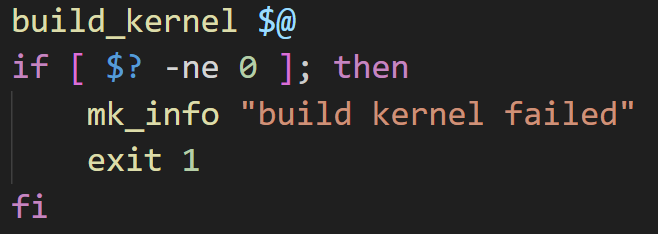 build_kernel $@
if [ $? -ne 0 ]; then
    mk_info "build kernel failed"
    exit 1
fi